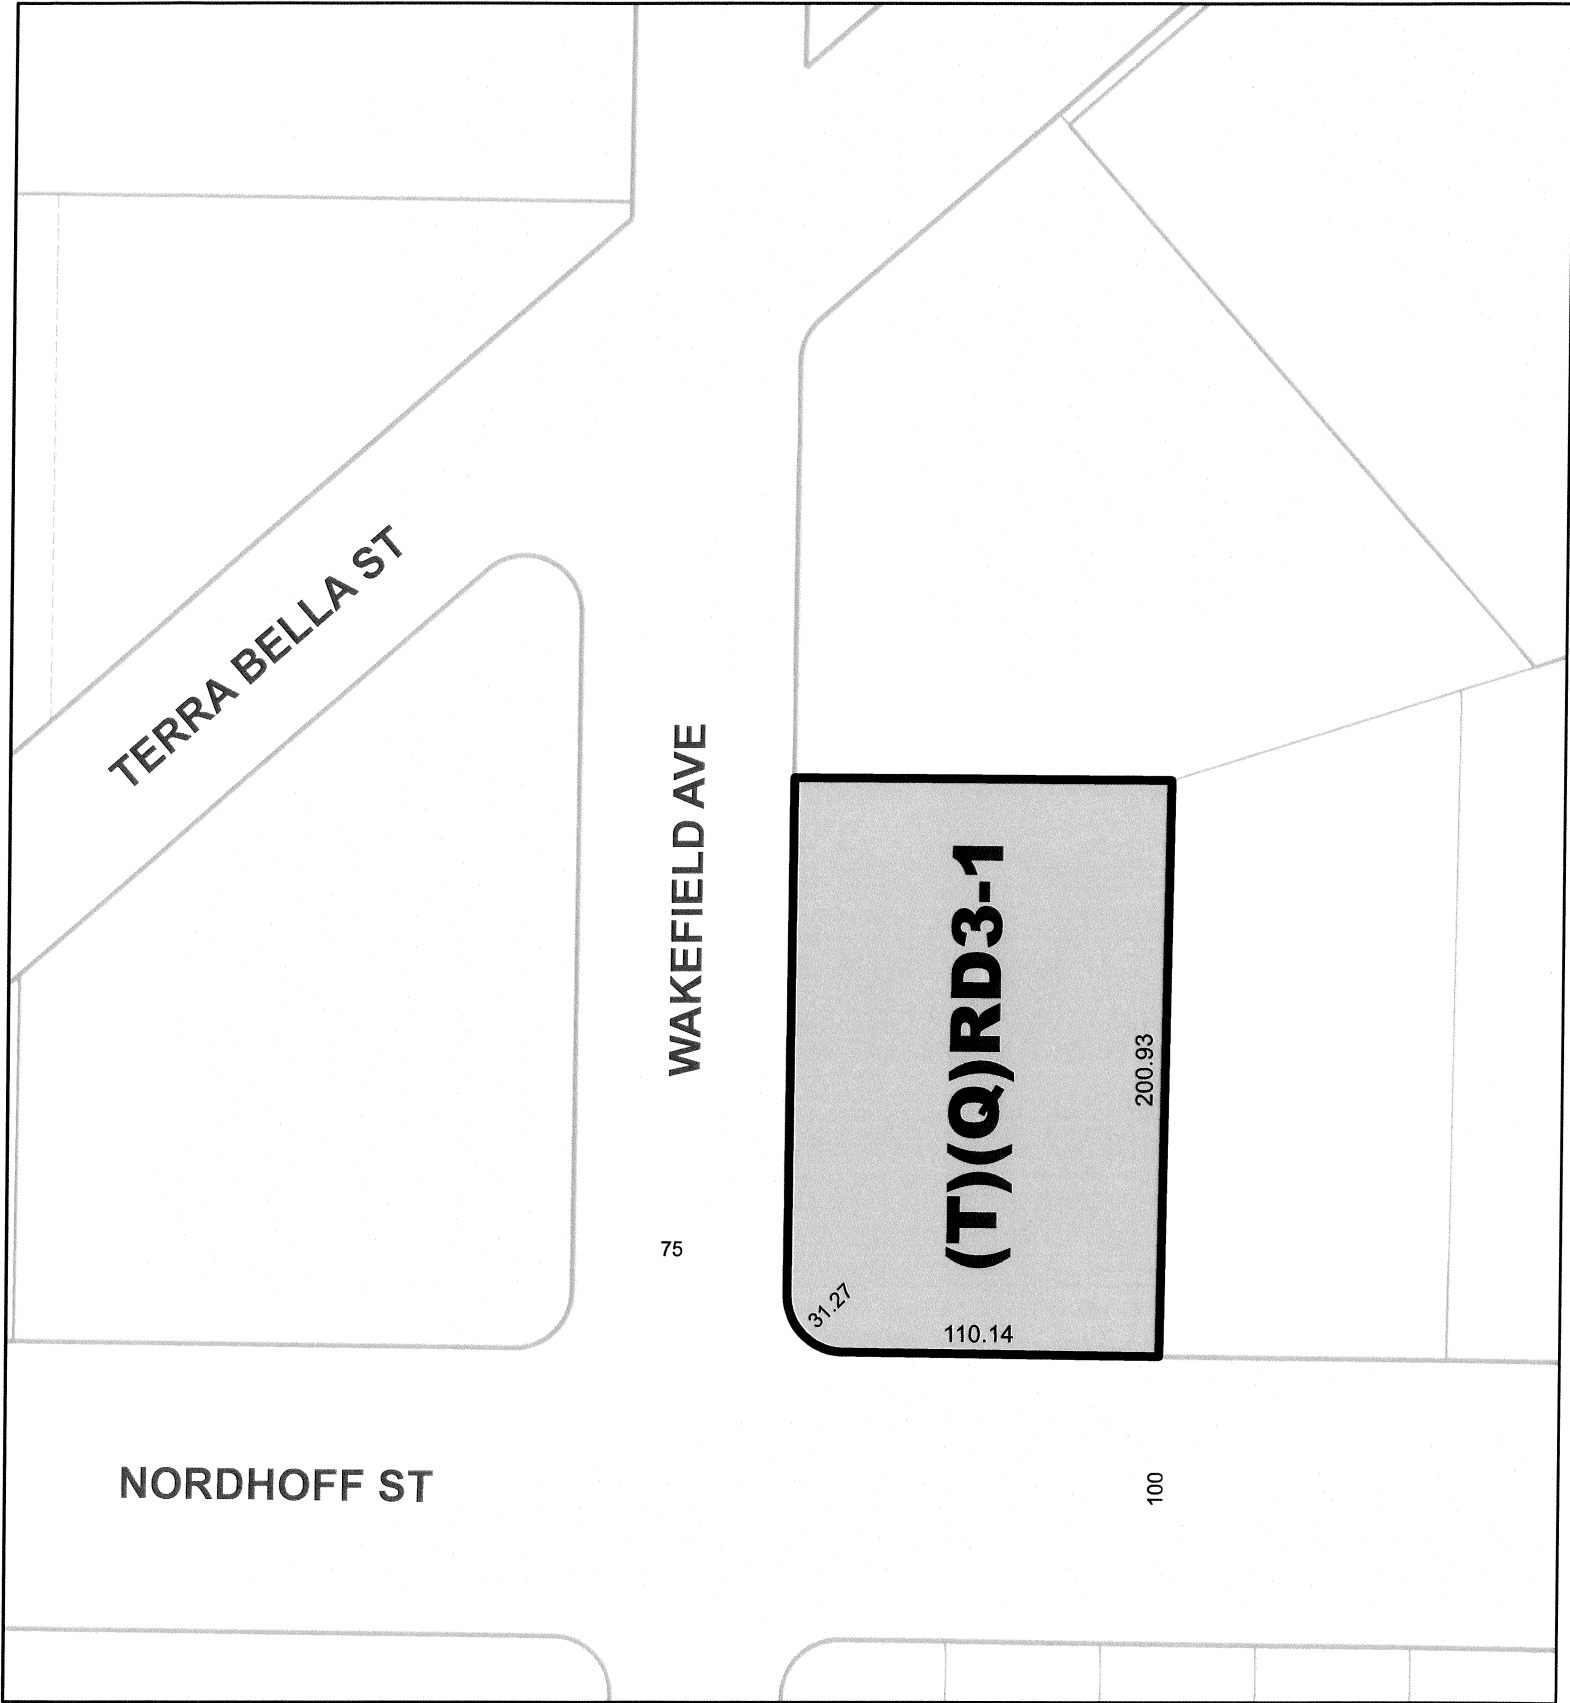 TERRA BELLA ST
WAKEFIELD AVE
(T)(Q)RD3-1
200.93
75
31.27
110.14
NORDHOFF ST
100